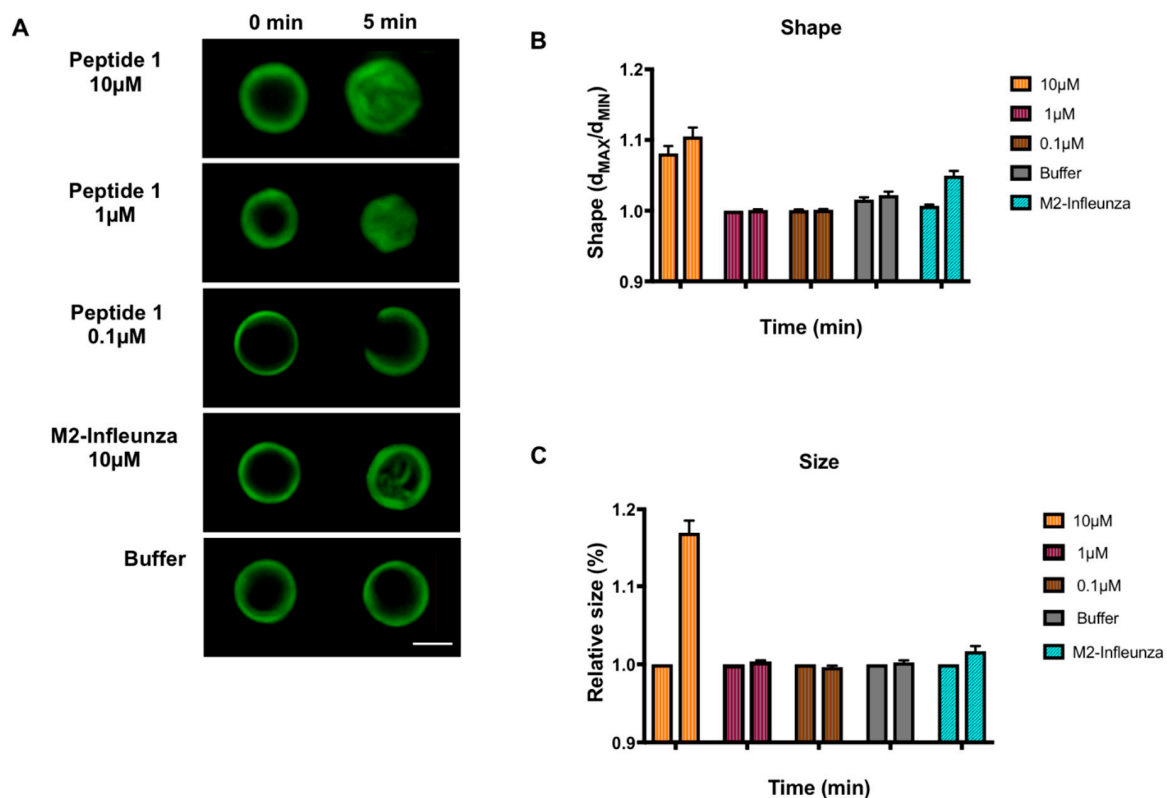 A
0 min 5 min
Peptide 1
10µM
Peptide 1
1µM
Peptide 1
0.1µM
M2-Infleunza
10µM
Buffer
B
Shape
Shape (dMAX/dMIN)
1.2
1.1
1.0
0.9
Time (min)
10µM
1µM
0.1µM
Buffer
M2-Infleunza
C
Size
Relative size (%)
1.2
1.1
1.0
0.9
Time (min)
10µM
1µM
0.1µM
Buffer
M2-Infleunza